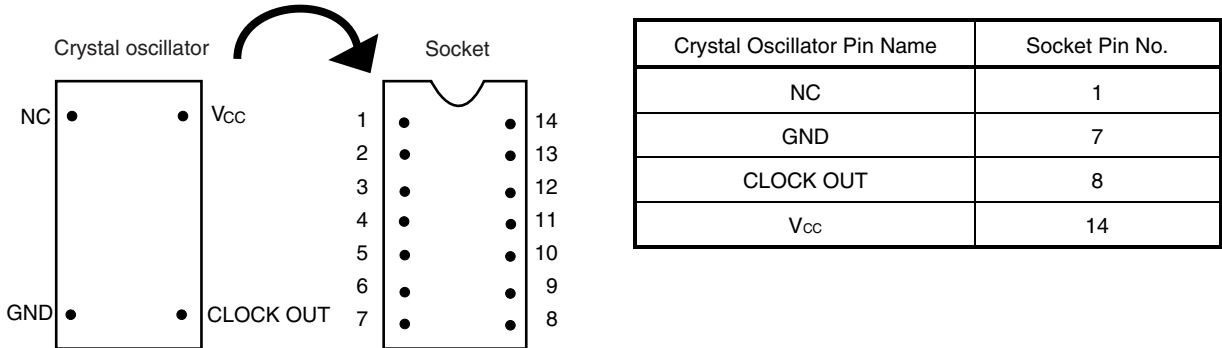 Crystal oscillator
NC
Vcc
GND
CLOCK OUT
Socket
1
2
3
4
5
6
7
14
13
12
11
10
9
8
Crystal Oscillator Pin Name Socket Pin No.
NC 1
GND 7
CLOCK OUT 8
Vcc 14